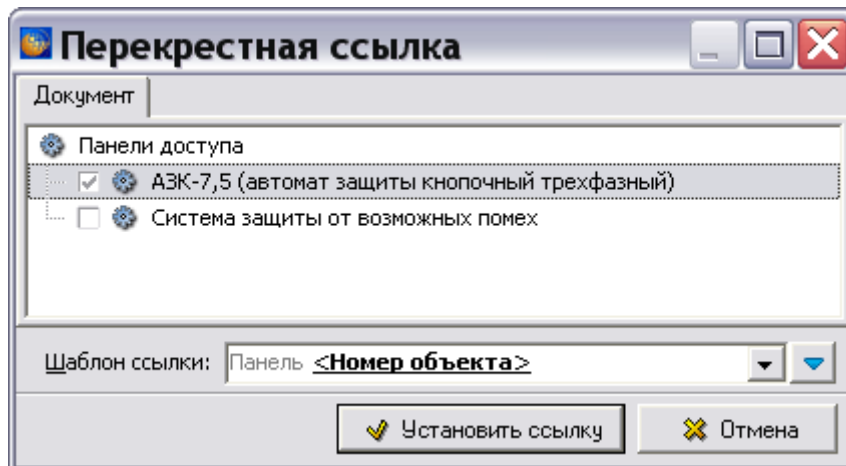 Перекрестная ссылка
Документ
Панели доступа
АЗК-7,5 (автомат защиты кнопочный трехфазный)
Система защиты от возможных помех
Шаблон ссылки: Панель <Номер объекта>
Установить ссылку Отмена